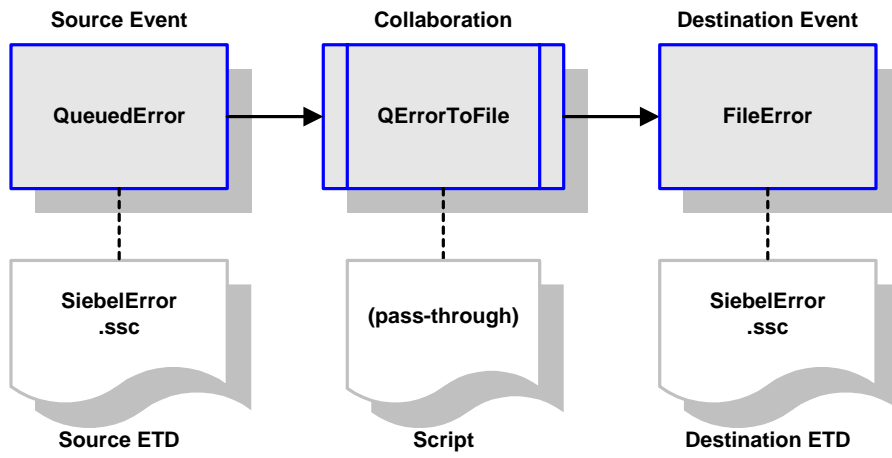 Source Event
Collaboration
Destination Event
QueuedError
QErrorToFile
FileError
SiebelError
.ssc
(pass-through)
SiebelError
.ssc
Source ETD
Script
Destination ETD